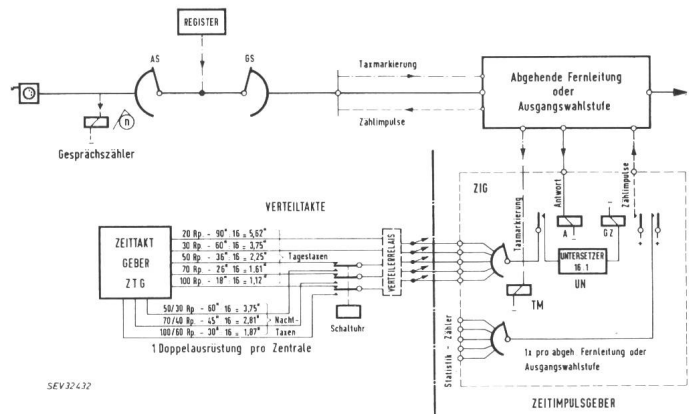 REGISTER
AS
GS
Taxmarkierung
Zählimpulse
Abgehende Fernleitung
oder
Ausgangswahlstufe
n
Gesprächszähler
ZIG
Taxmarkierung
Antwort
Zählimpulse
A
GZ
UNTERSETZER
16:1
UN
TM
VERTEILTAKTE
ZEITTAKT
GEBER
ZTG
20 Rp. - 90" : 16 = 5,62"
30 Rp. - 60" : 16 = 3,75"
50 Rp. - 36" : 16 = 2,25"
70 Rp. - 26" : 16 = 1,61"
100 Rp. - 18" : 16 = 1,12"
Tagestaxen
50/30 Rp - 60" : 16 = 3,75"
70/40 Rp. - 45" : 16 = 2,81"
100/60 Rp. - 30" : 16 = 1,87"
Nacht-
Taxen
VERTEILERRELAIS
Schaltuhr
1 Doppelausrüstung pro Zentrale
Statistik - Zähler
1x pro abgeh. Fernleitung oder
Ausgangswahlstufe
SEV32432
ZEITIMPULSGEBER